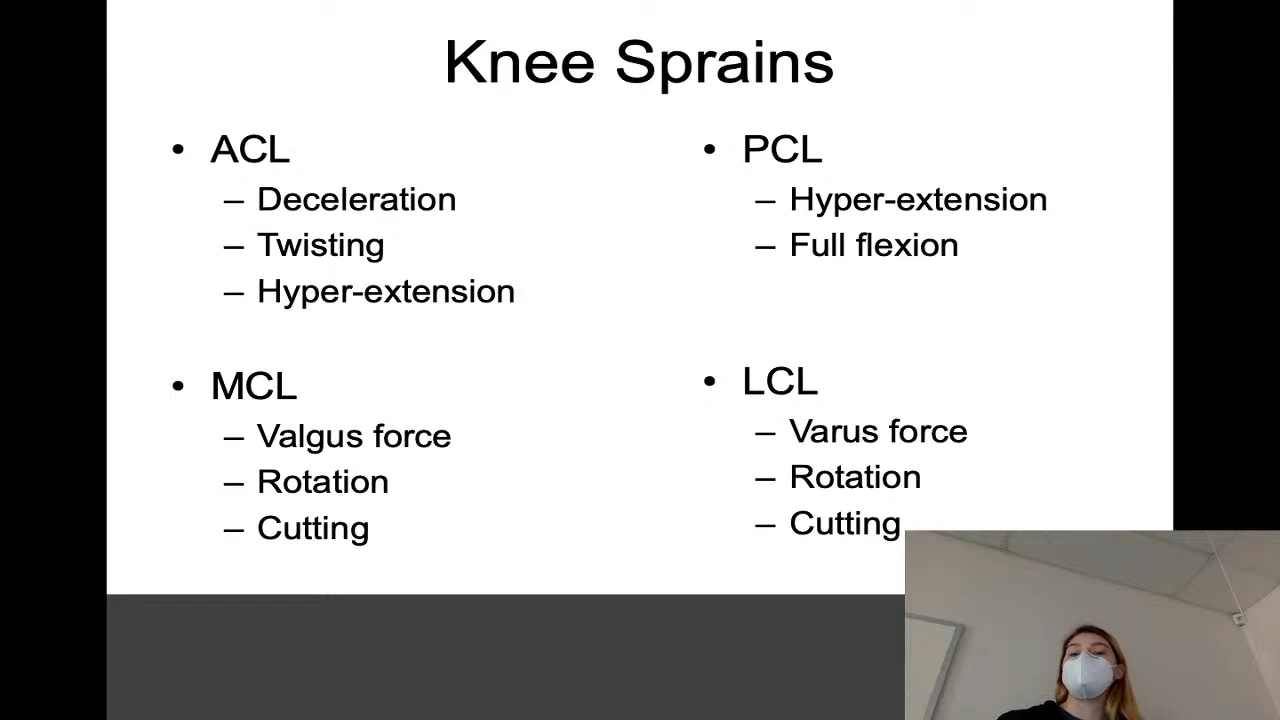 Knee Sprains
• ACL
– Deceleration
– Twisting
– Hyper-extension
• MCL
– Valgus force
– Rotation
– Cutting
• PCL
– Hyper-extension
– Full flexion
• LCL
– Varus force
– Rotation
– Cutting